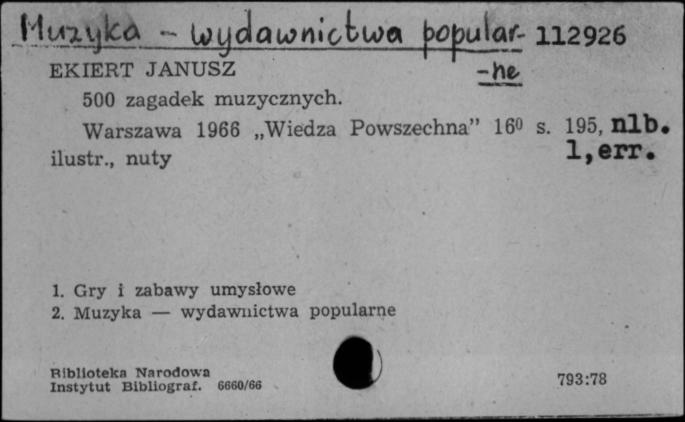 Muzyka - wydawnictwa popular- 112926
-ne
EKIERT JANUSZ
500 zagadek muzycznych.
Warszawa 1966 „Wiedza Powszechna” 16⁰ s. 195, nlb.
ilustr., nuty 1, err.
1. Gry i zabawy umysłowe
2. Muzyka — wydawnictwa popularne
Biblioteka Narodowa
Instytut Bibliograf. 6660/66
793:78